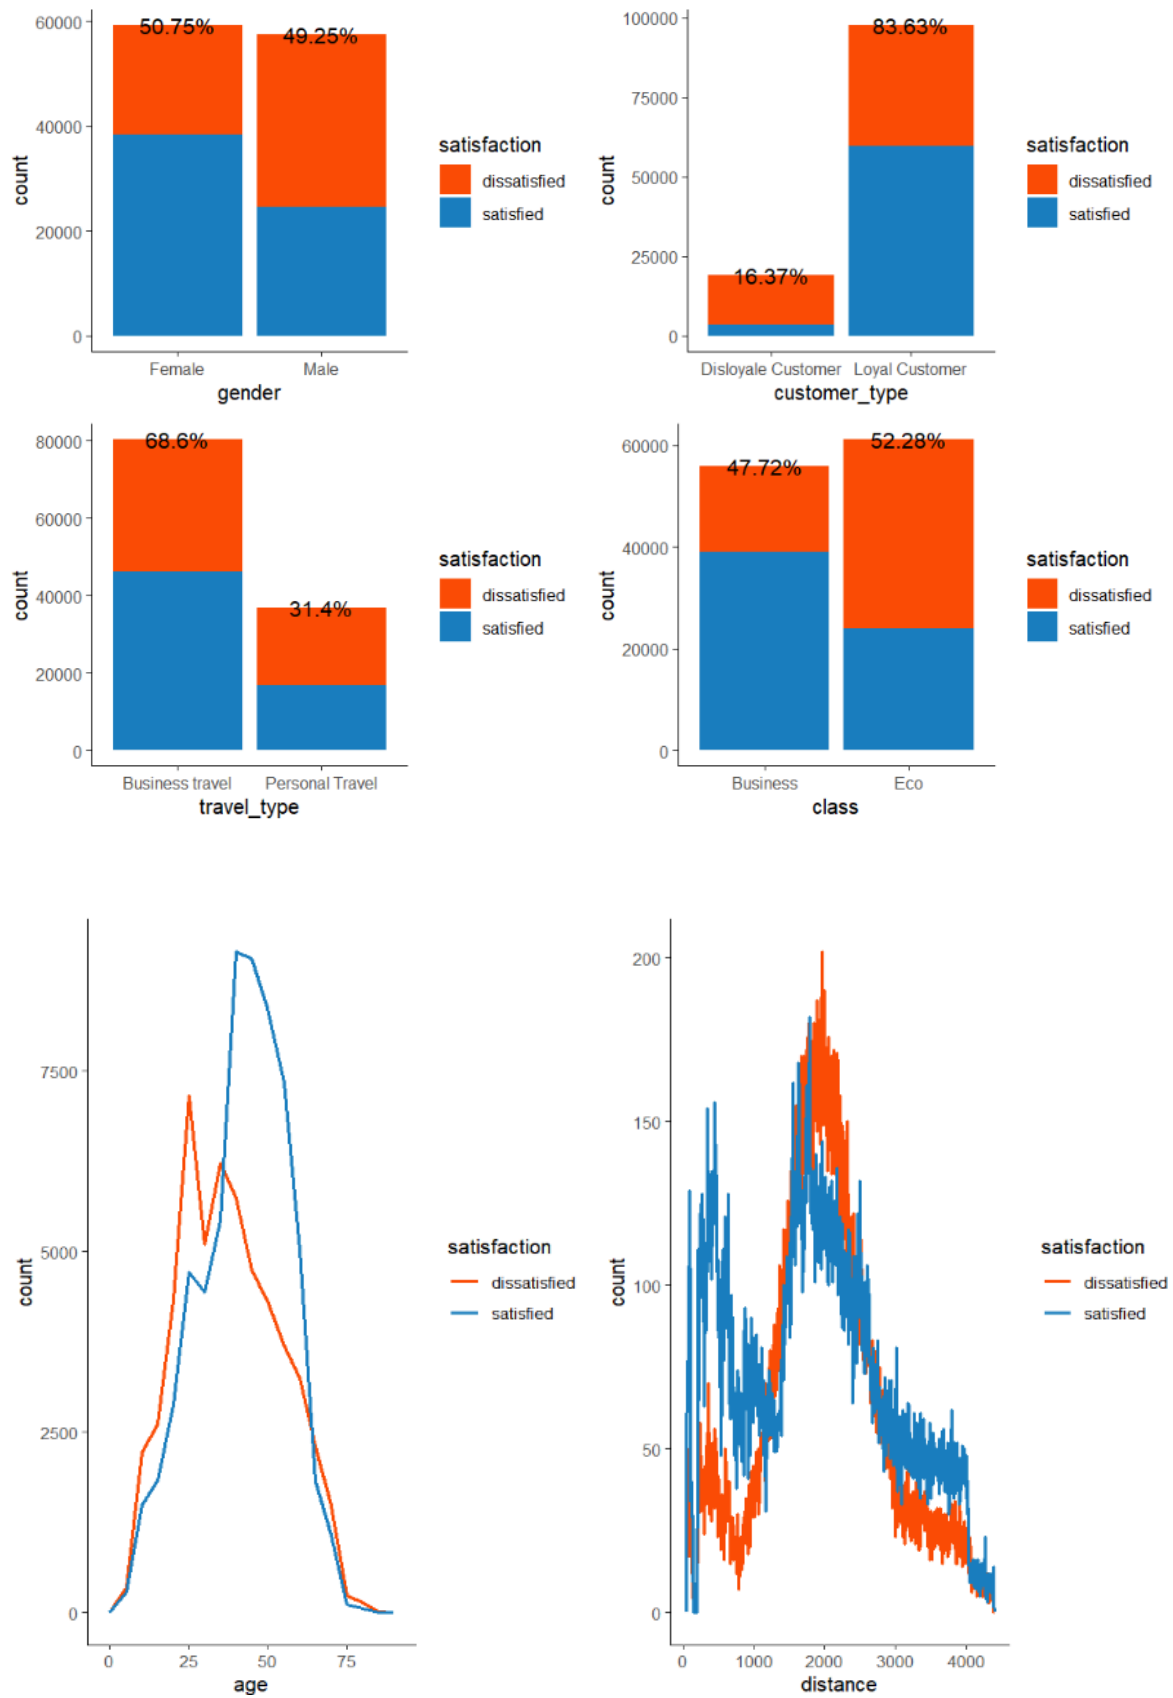 60000
40000
20000
0
count
50.75%
49.25%
Female
Male
gender
satisfaction
dissatisfied
satisfied
100000
75000
50000
25000
0
count
16.37%
83.63%
Disloyale Customer
Loyal Customer
customer_type
satisfaction
dissatisfied
satisfied
80000
60000
40000
20000
0
count
68.6%
31.4%
Business travel
Personal Travel
travel_type
satisfaction
dissatisfied
satisfied
60000
40000
20000
0
count
47.72%
52.28%
Business
Eco
class
satisfaction
dissatisfied
satisfied
7500
5000
2500
0
count
0
25
50
75
age
satisfaction
dissatisfied
satisfied
200
150
100
50
0
count
0
1000
2000
3000
4000
distance
satisfaction
dissatisfied
satisfied